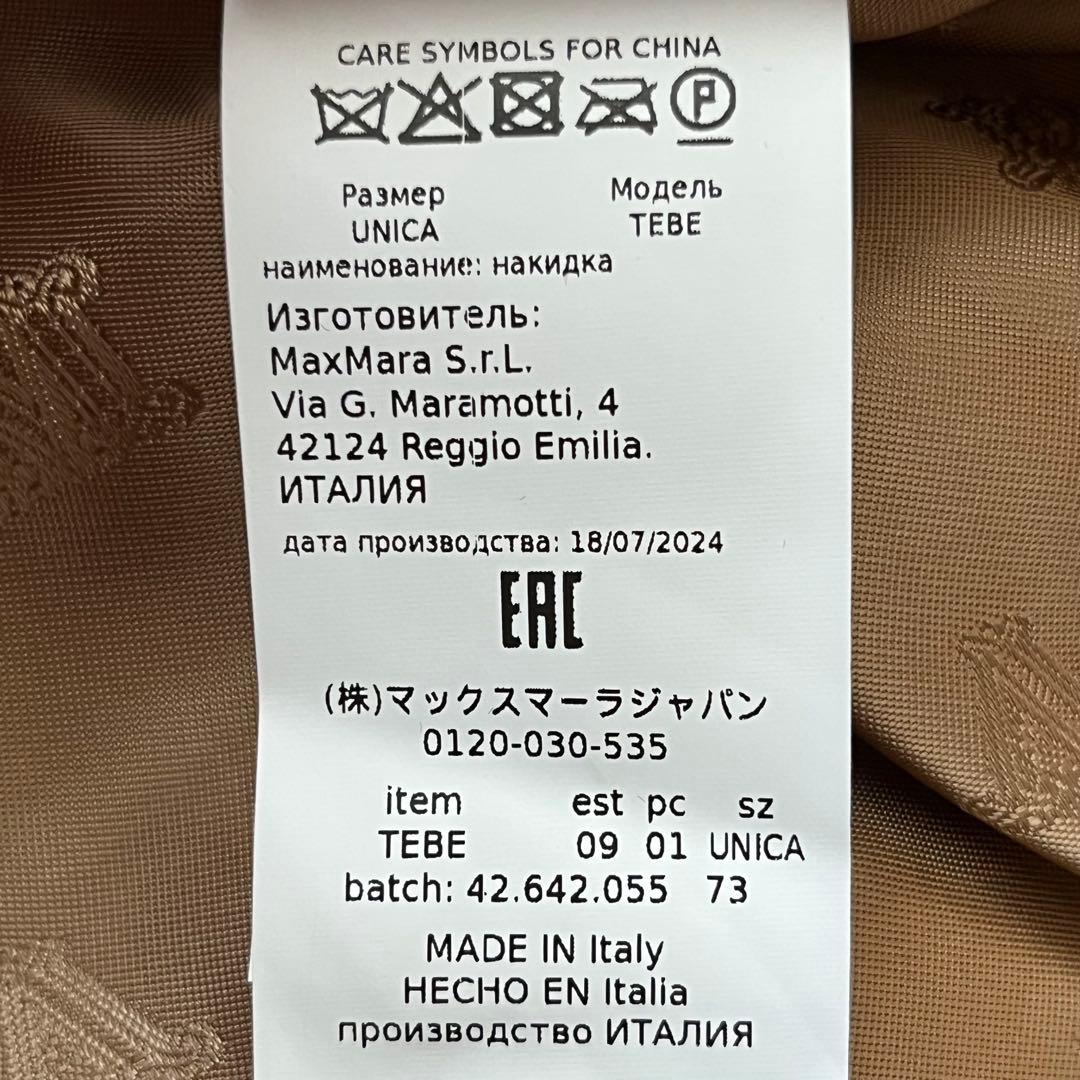 CARE SYMBOLS FOR CHINA
P
Размер Модель
UNICA TEBE
наименование: накидка
Изготовитель:
MaxMara S.r.L.
Via G. Maramotti, 4
42124 Reggio Emilia.
ИТАЛИЯ
дата производства: 18/07/2024
EAC
(株)マックスマーラジャパン
0120-030-535
item est pc sz
TEBE 09 01 UNICA
batch: 42.642.055 73
MADE IN Italy
HECHO EN Italia
производство ИТАЛИЯ